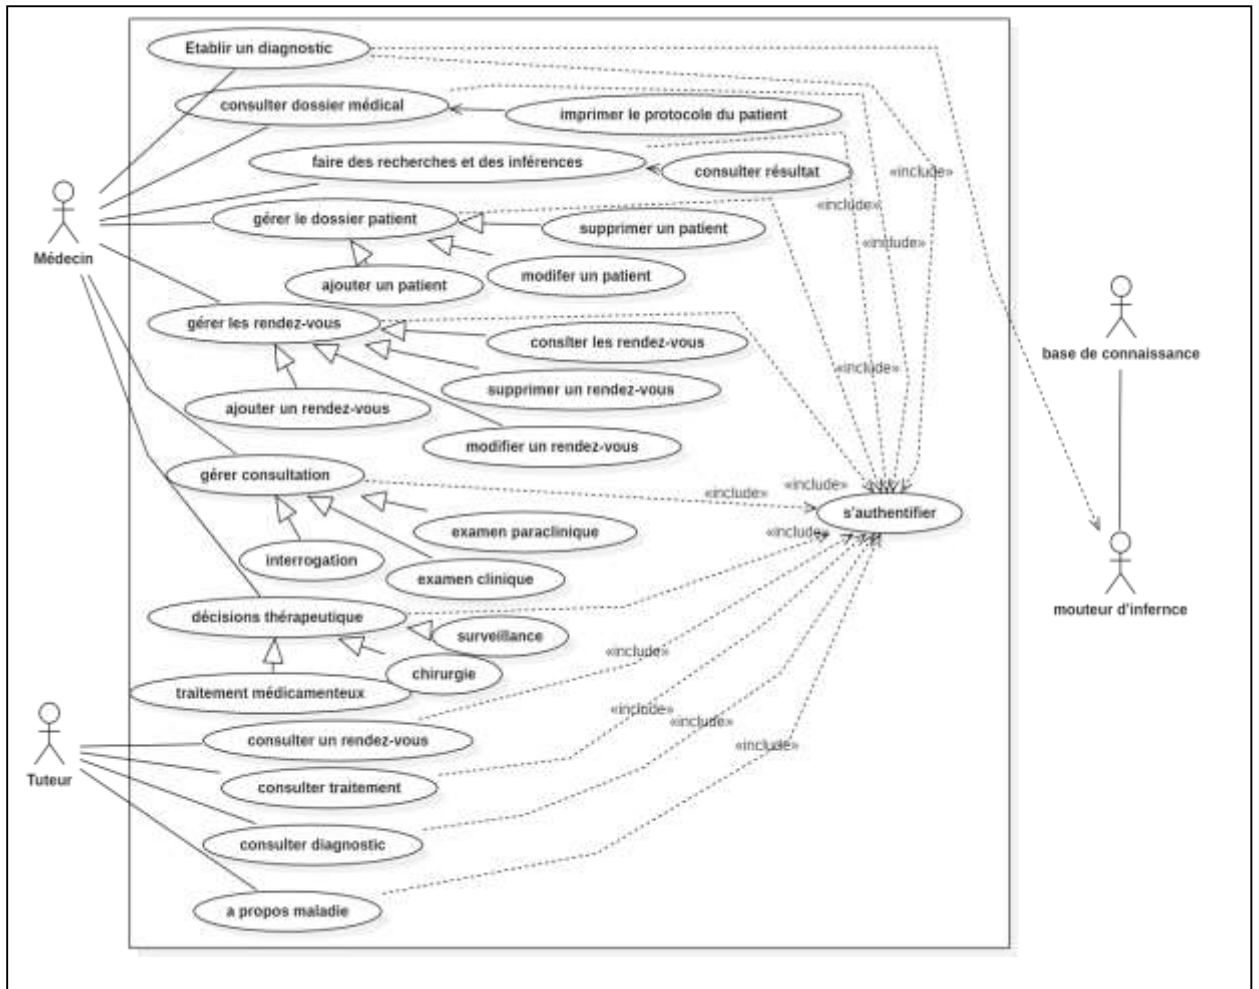 Etablir un diagnostic
consulter dossier médical
imprimer le protocole du patient
faire des recherches et des inférences
consulter résultat
«include»
«include»
gérer le dossier patient
supprimer un patient
«include»
Médecin
modifer un patient
ajouter un patient
gérer les rendez-vous
conslter les rendez-vous
base de connaissance
«include»
supprimer un rendez-vous
ajouter un rendez-vous
modifier un rendez-vous
gérer consultation
«include»
«include»
s'authentifier
examen paraclinique
«include»
interrogation
examen clinique
mouteur d'infernce
décisions thérapeutique
surveillance
«include»
chirurgie
traitement médicamenteux
«include»
«include»
consulter un rendez-vous
«include»
Tuteur
consulter traitement
consulter diagnostic
a propos maladie